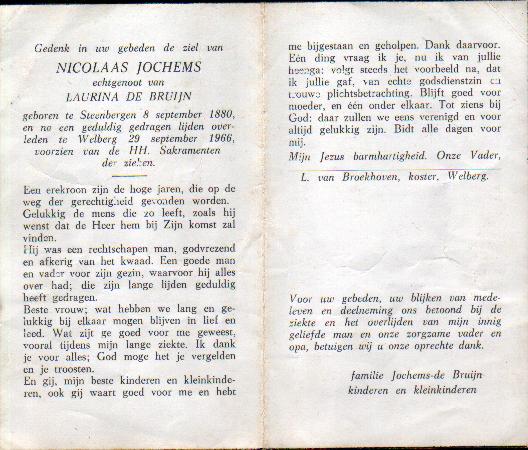 Gedenk in uw gebeden de ziel van
NICOLAAS JOCHEMS
echtgenoot van
LAURINA DE BRUIJN
geboren te Steenbergen 8 september 1880,
en na een geduldig gedragen lijden over-
leden te Welberg 29 september 1966,
voorzien van de HH. Sakramenten
der zieken.
Een erekroon zijn de hoge jaren, die op de
weg der gerechtigheid gevonden worden.
Gelukkig de mens die zo leeft, zoals hij
wenst dat de Heer hem bij Zijn komst zal
vinden.
Hij was een rechtschapen man, godvrezend
en afkerig van het kwaad. Een goede man
en vader voor zijn gezin, waarvoor hij alles
over had; die zijn lange lijden geduldig
heeft gedragen.
Beste vrouw; wat hebben we lang en ge-
lukkig bij elkaar mogen blijven in lief en
leed. Wat zijt ge goed voor me geweest,
vooral tijdens mijn lange ziekte. Ik dank
je voor alles; God moge het je vergelden
en je troosten.
En gij, mijn beste kinderen en kleinkinde-
ren, ook gij waart goed voor me en hebt
me bijgestaan en geholpen. Dank daarvoor.
Eén ding vraag ik je, nu ik van jullie
heenga: volgt steeds het voorbeeld na, dat
ik jullie gaf, van echte godsdienstzin en
trouwe plichtsbetrachting. Blijft goed voor
moeder, en één onder elkaar. Tot ziens bij
God: daar zullen we eens verenigd en voor
altijd gelukkig zijn. Bidt alle dagen voor
mij.
Mijn Jezus barmhartigheid. Onze Vader,
L. van Broekhoven, koster, Welberg.
Voor uw gebeden, uw blijken van mede-
leven en deelneming ons betoond bij de
ziekte en het overlijden van mijn innig
geliefde man en onze zorgzame vader en
opa, betuigen wij u onze oprechte dank.
familie Jochems-de Bruijn
kinderen en kleinkinderen